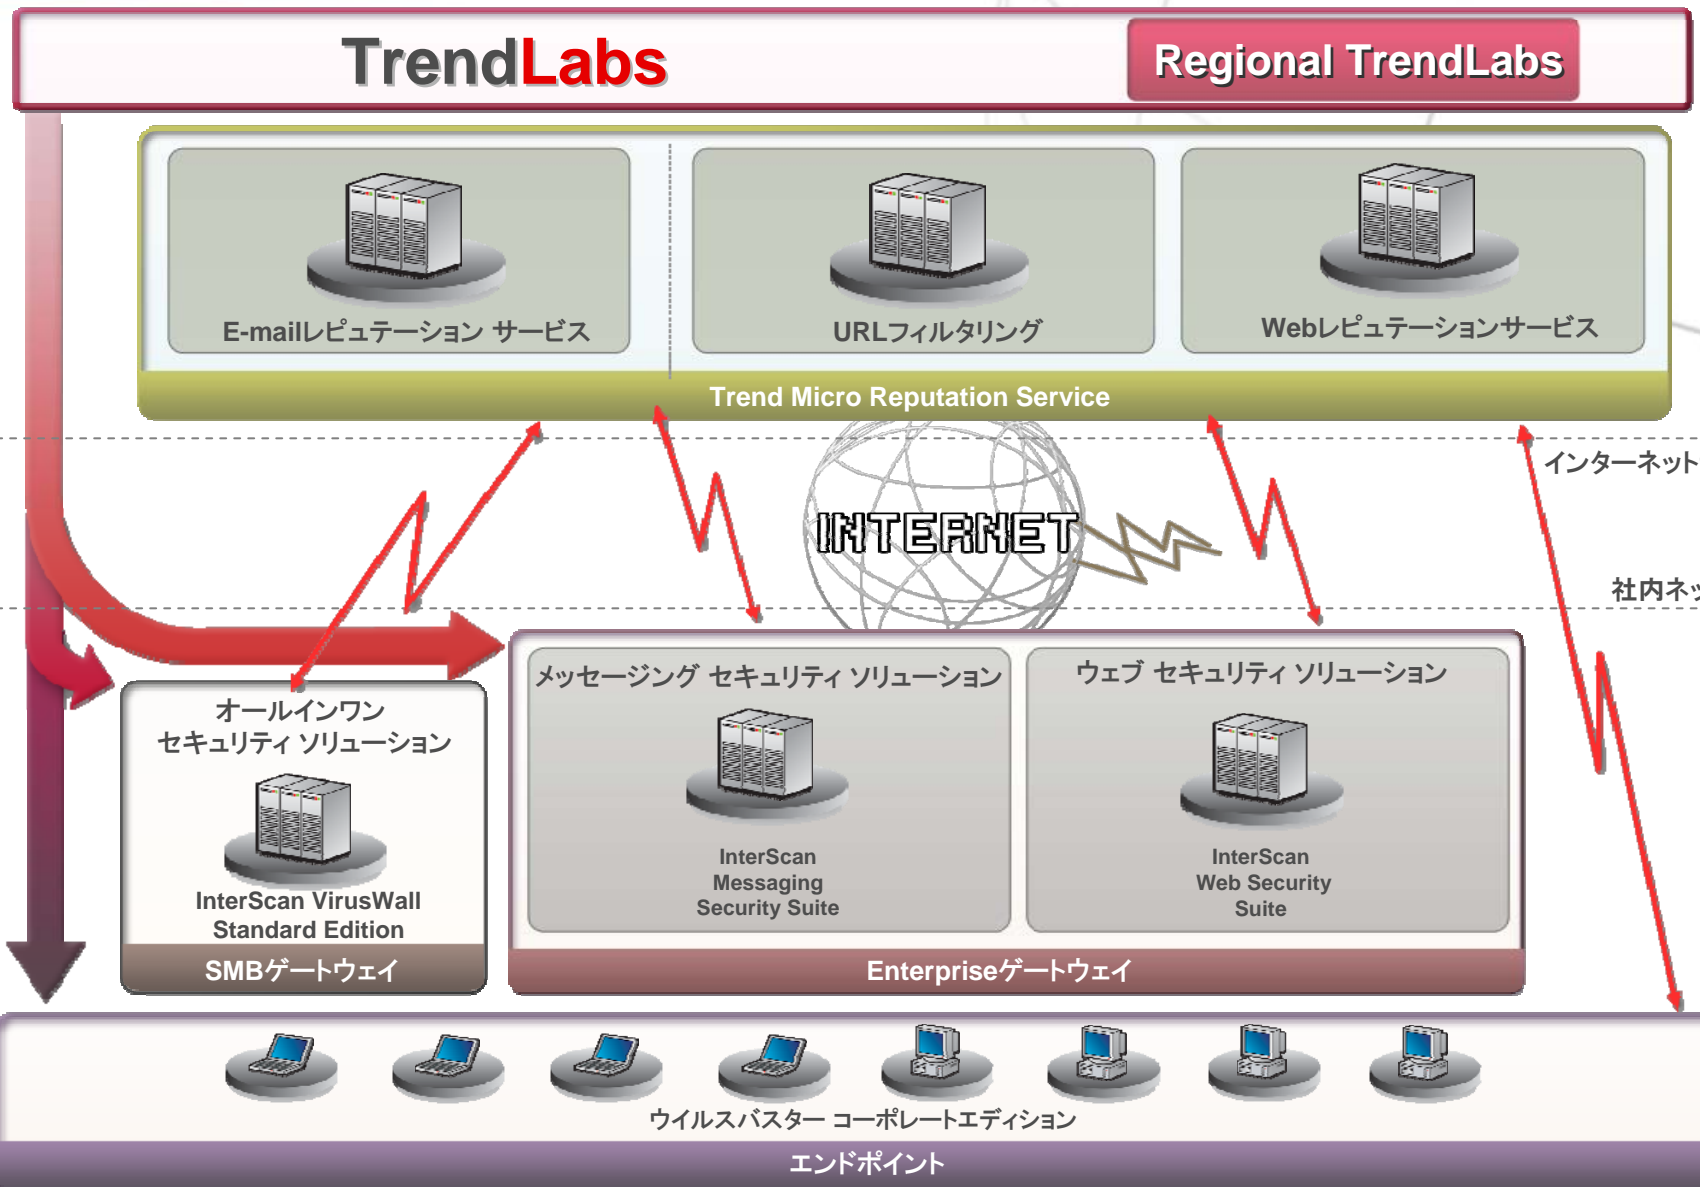 TrendLabs
Regional TrendLabs
E-mailレピュテーション サービス
URLフィルタリング
Webレピュテーションサービス
Trend Micro Reputation Service
インターネット
INTERNET
社内ネッ
メッセージング セキュリティ ソリューション
ウェブ セキュリティ ソリューション
オールインワン
セキュリティ ソリューション
InterScan
Messaging
Security Suite
InterScan
Web Security
Suite
InterScan VirusWall
Standard Edition
SMBゲートウェイ
Enterpriseゲートウェイ
ウイルスバスター コーポレートエディション
エンドポイント